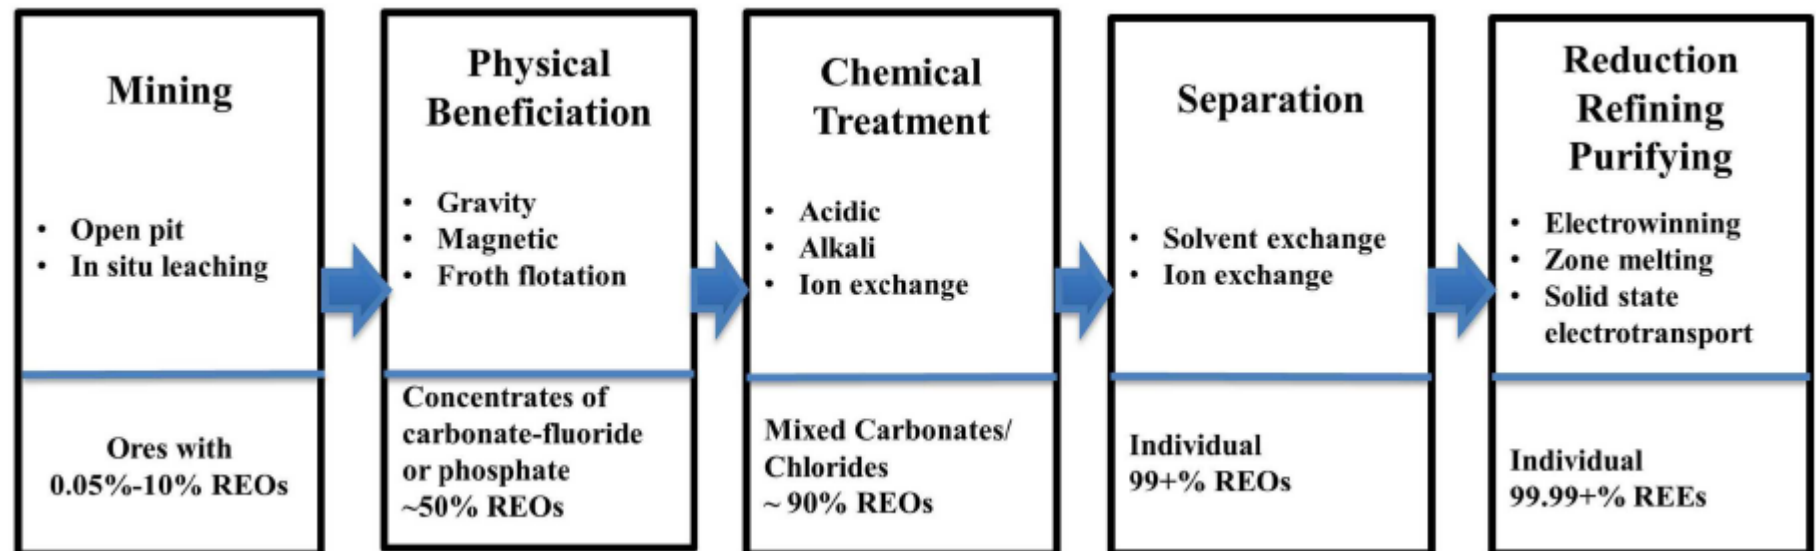 Mining
• Open pit
• In situ leaching
Ores with
0.05%-10% REOs
Physical
Beneficiation
• Gravity
• Magnetic
• Froth flotation
Concentrates of
carbonate-fluoride
or phosphate
~50% REOs
Chemical
Treatment
• Acidic
• Alkali
• Ion exchange
Mixed Carbonates/
Chlorides
~ 90% REOs
Separation
• Solvent exchange
• Ion exchange
Individual
99+% REOs
Reduction
Refining
Purifying
• Electrowinning
• Zone melting
• Solid state
electrotransport
Individual
99.99+% REEs